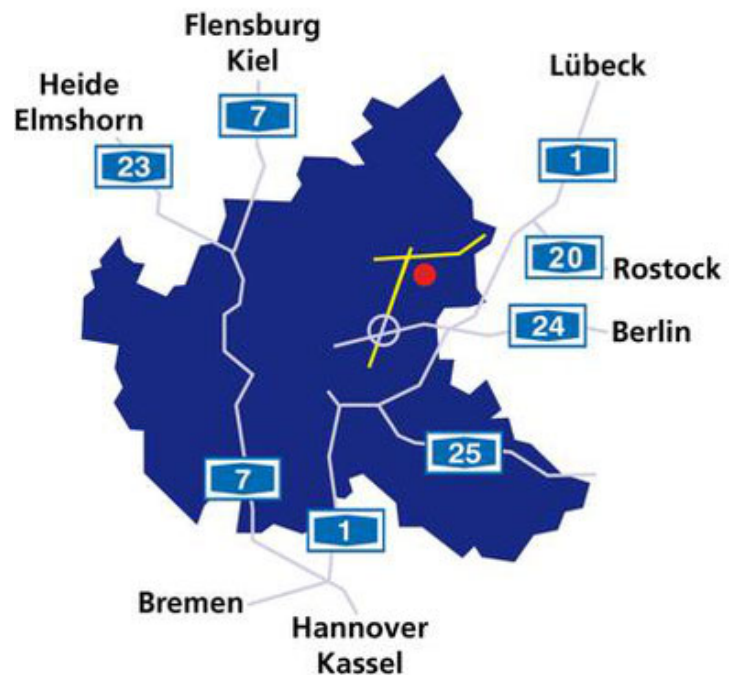 Flensburg
Kiel
Lübeck
Heide
Elmshorn
7
1
23
20
Rostock
24
Berlin
25
7
1
Bremen
Hannover
Kassel